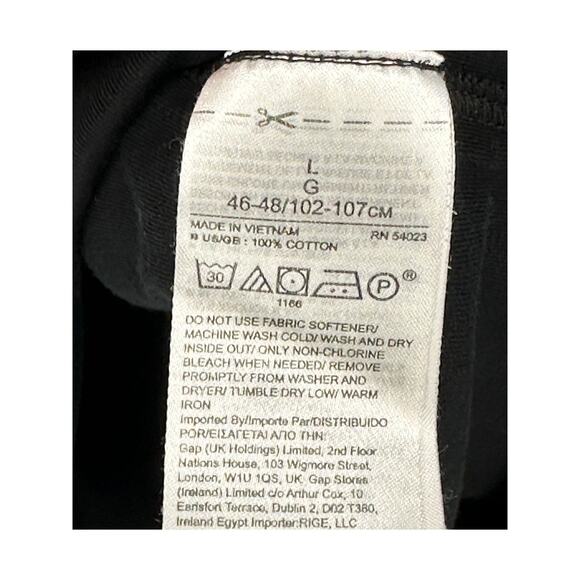 L
G
46-48/102-107CM
MADE IN VIETNAM RN 54023
US/GB : 100% COTTON
30 P ®
1166
DO NOT USE FABRIC SOFTENER/
MACHINE WASH COLD/ WASH AND DRY
INSIDE OUT/ ONLY NON-CHLORINE
BLEACH WHEN NEEDED/ REMOVE
PROMPTLY FROM WASHER AND
DRYER/ TUMBLE DRY LOW/ WARM
IRON
Imported By/Importe Par/DISTRIBUIDO
POR/ΕΙΣΑΓΕΤΑΙ ΑΠΟ ΤΗΝ:
Gap (UK Holdings) Limited, 2nd Floor
Nations House, 103 Wigmore Street,
London, W1U 1QS, UK Gap Stores
(Ireland) Limited c/o Arthur Cox, 10
Earlsfort Terrace, Dublin 2, D02 T380,
Ireland Egypt Importer:RIGE, LLC